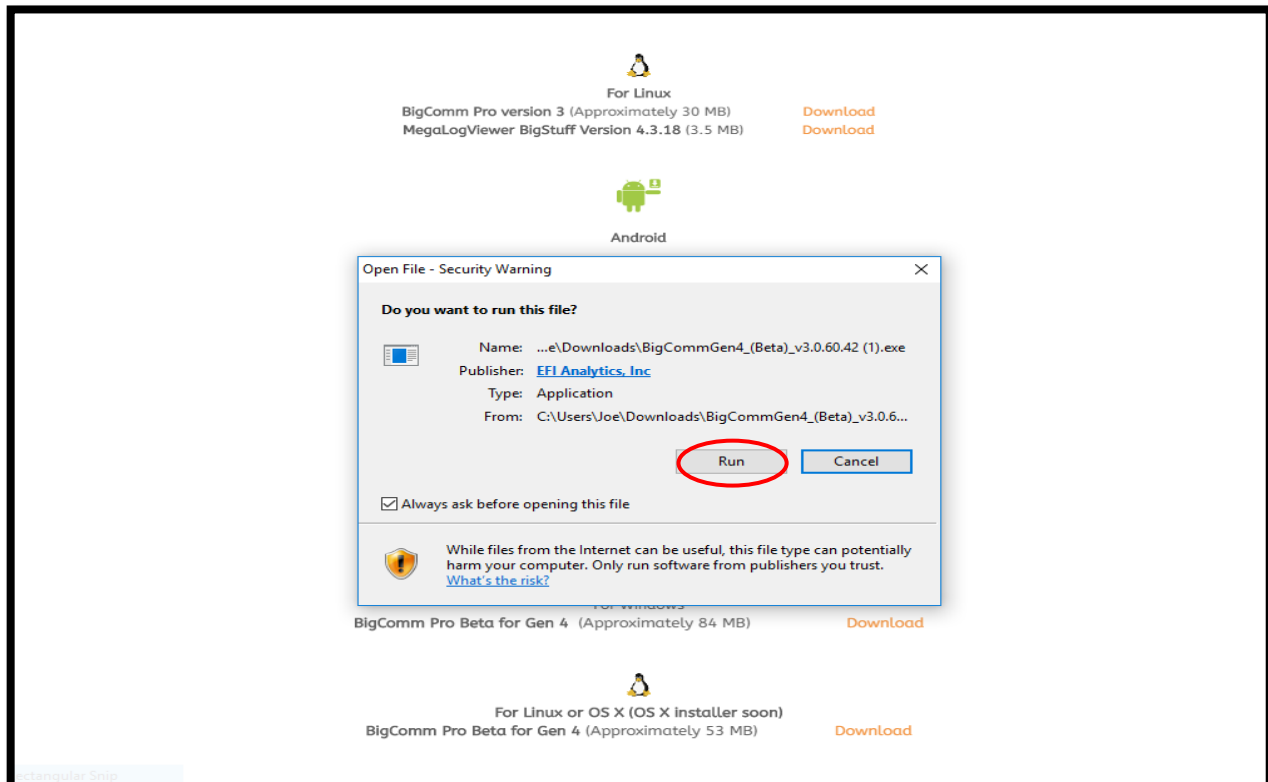 For Linux
BigComm Pro version 3 (Approximately 30 MB) Download
MegaLogViewer BigStuff Version 4.3.18 (3.5 MB) Download
Android
Open File - Security Warning
Do you want to run this file?
Name: ...e\Downloads\BigCommGen4_(Beta)_v3.0.60.42 (1).exe
Publisher: EFI Analytics, Inc
Type: Application
From: C:\Users\Joe\Downloads\BigCommGen4_(Beta)_v3.0.6...
Run Cancel
Always ask before opening this file
While files from the Internet can be useful, this file type can potentially
harm your computer. Only run software from publishers you trust.
What's the risk?
For Windows
BigComm Pro Beta for Gen 4 (Approximately 84 MB) Download
For Linux or OS X (OS X installer soon)
BigComm Pro Beta for Gen 4 (Approximately 53 MB) Download
ectangular Snip